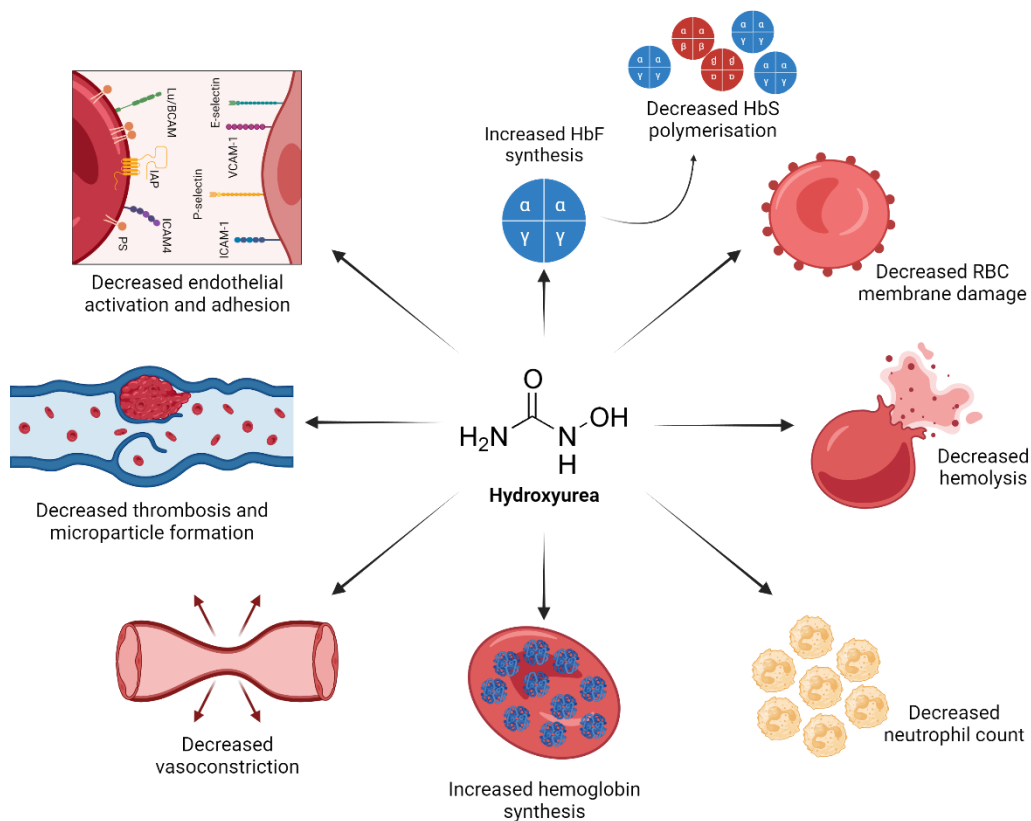 Lu/BCAM
IAP
ICAM4
PS
E-selectin
VCAM-1
P-selectin
ICAM-1
Decreased endothelial
activation and adhesion
Increased HbF
synthesis
α α
γ γ
α α
γ γ
α α
β β
α α
γ γ
β β
α α
α α
γ γ
Decreased HbS
polymerisation
Decreased RBC
membrane damage
Decreased
hemolysis
Decreased
neutrophil count
Increased hemoglobin
synthesis
Decreased
vasoconstriction
Decreased thrombosis and
microparticle formation
O
H₂N
N
H
OH
Hydroxyurea